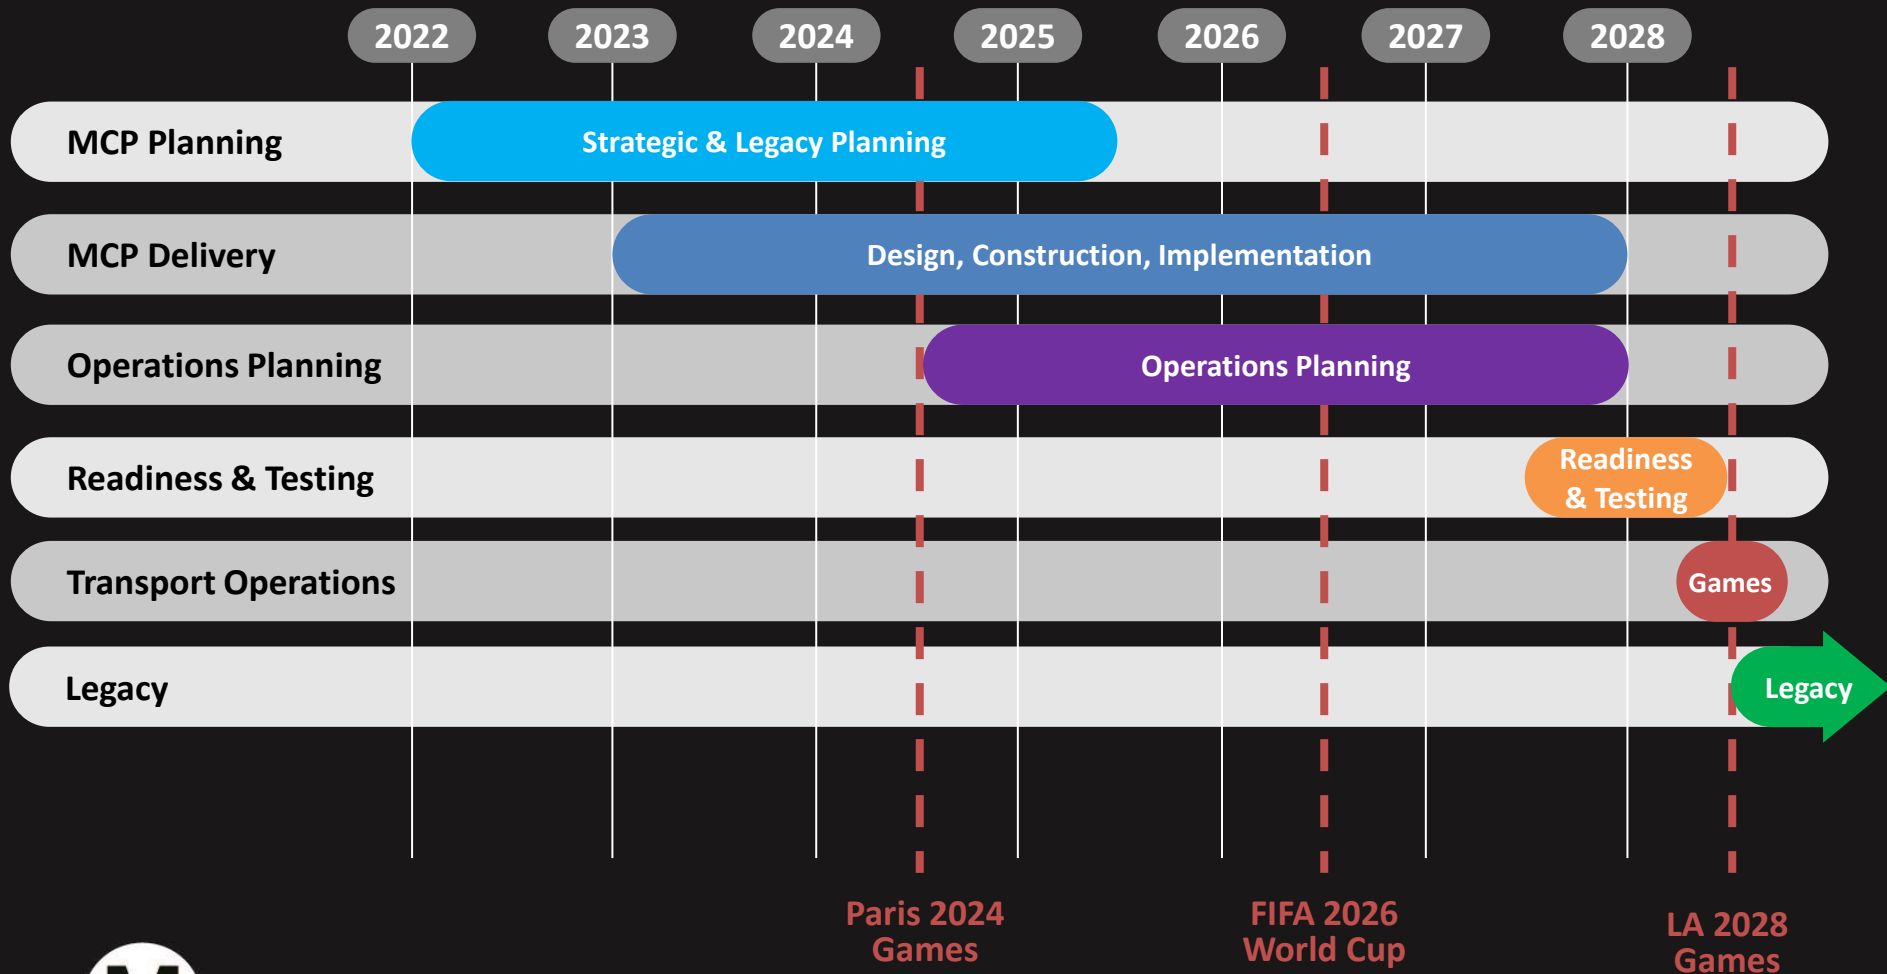 2022 2023 2024 2025 2026 2027 2028
MCP Planning
Strategic & Legacy Planning
MCP Delivery
Design, Construction, Implementation
Operations Planning
Operations Planning
Readiness & Testing
Readiness
& Testing
Transport Operations
Games
Legacy
Legacy
Paris 2024
Games
FIFA 2026
World Cup
LA 2028
Games
M